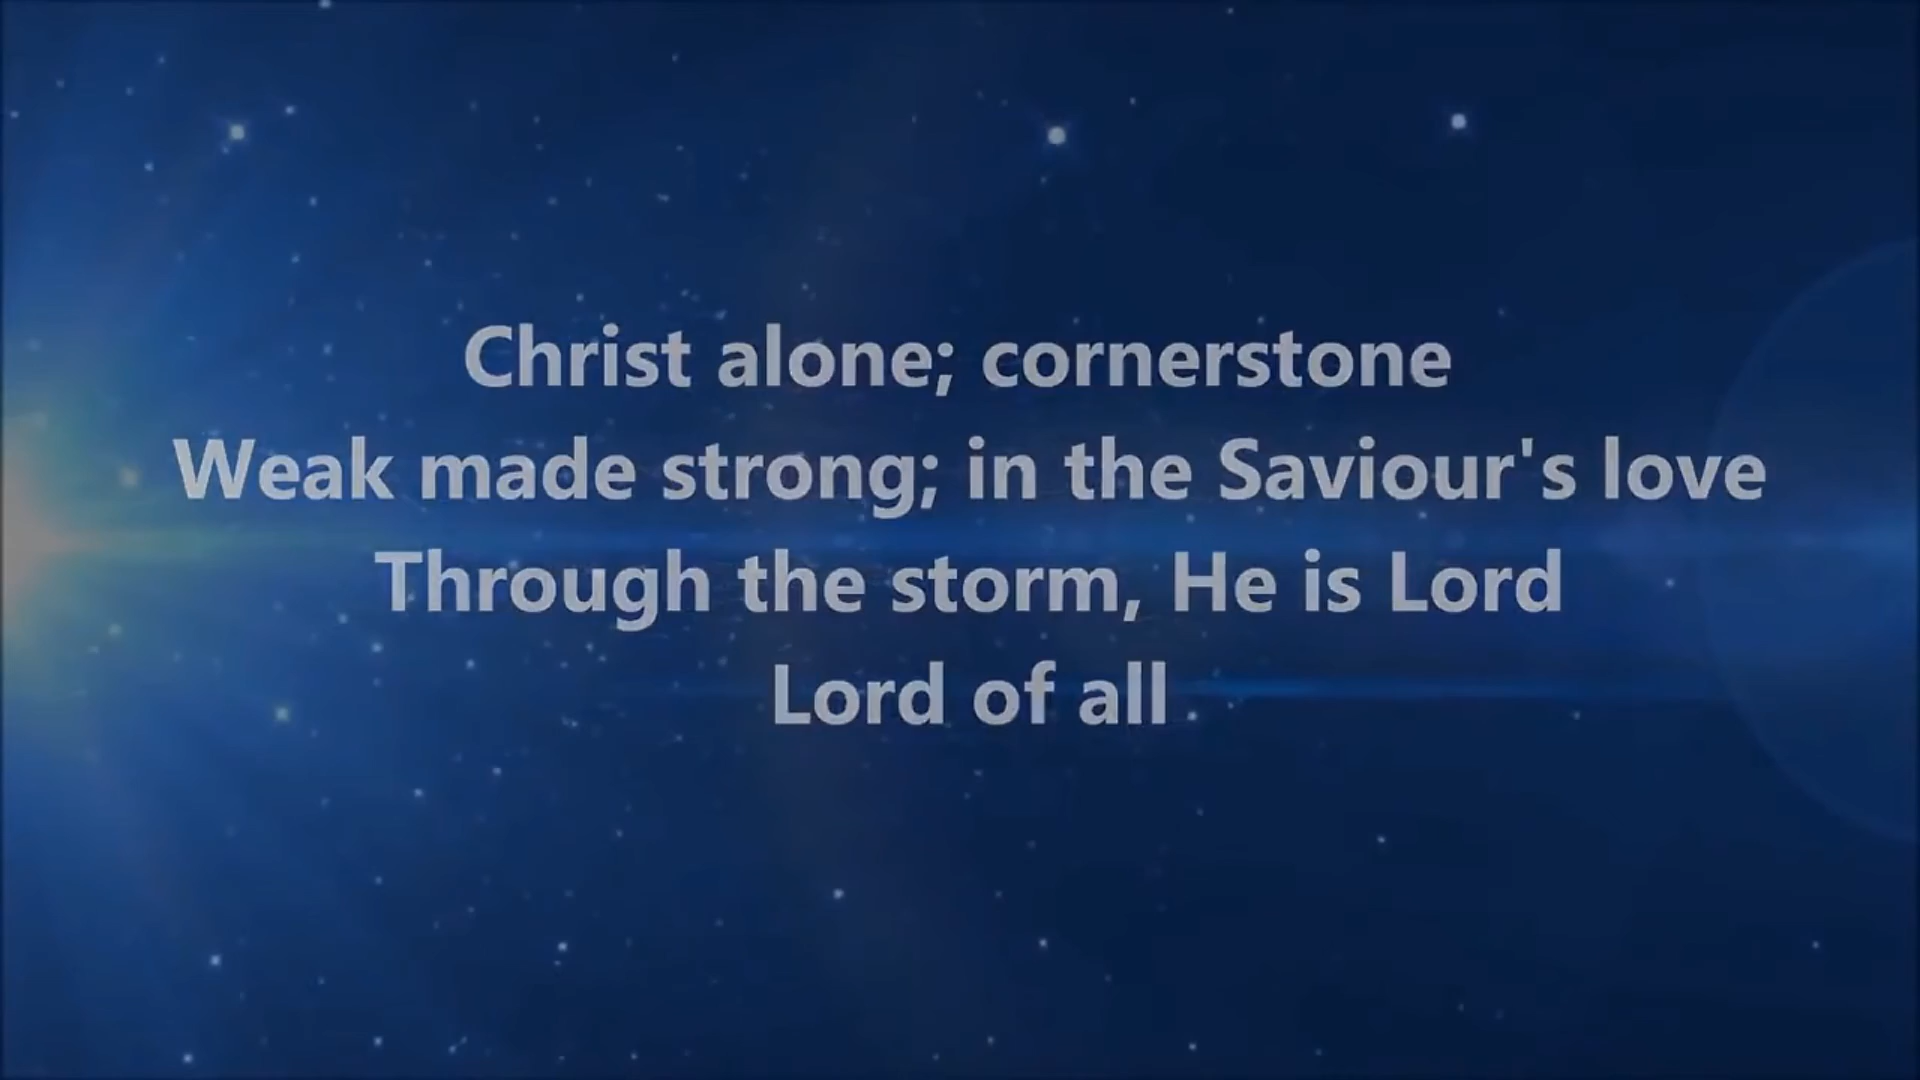 Christ alone; cornerstone
Weak made strong; in the Saviour's love
Through the storm, He is Lord
Lord of all